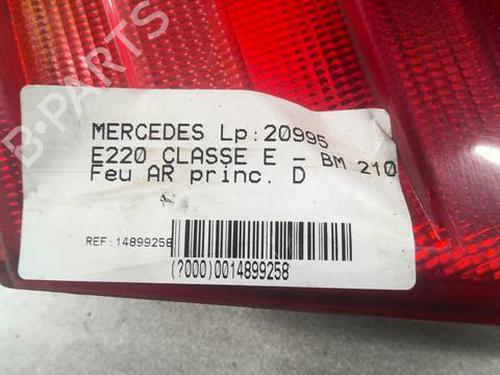 MERCEDES Lp:20995
E220 CLASSE E – BM 210
Feu AR princ. D
REF:14899258
(?000)0014899258
B-PARTS